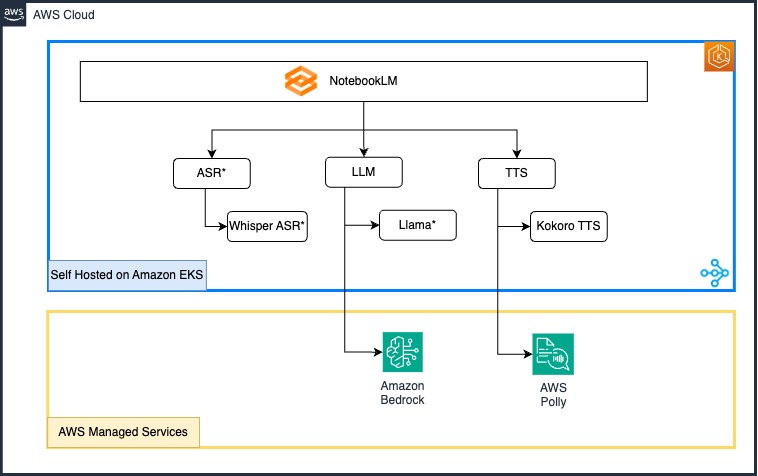 aws
AWS Cloud
K
NotebookLM
ASR*
LLM
TTS
Whisper ASR*
Llama*
Kokoro TTS
Self Hosted on Amazon EKS
Amazon
Bedrock
AWS
Polly
AWS Managed Services